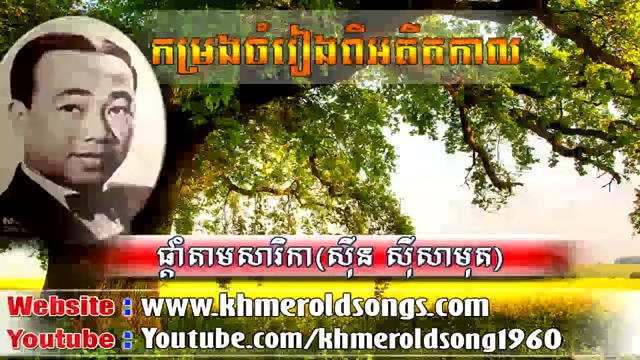 កម្រងចំរៀងពីអតីតកាល
ផ្ដាំតាមសារិកា(ស៊ីន ស៊ីសាមុត)
Website : www.khmeroldsongs.com
Youtube : Youtube.com/khmeroldsong1960